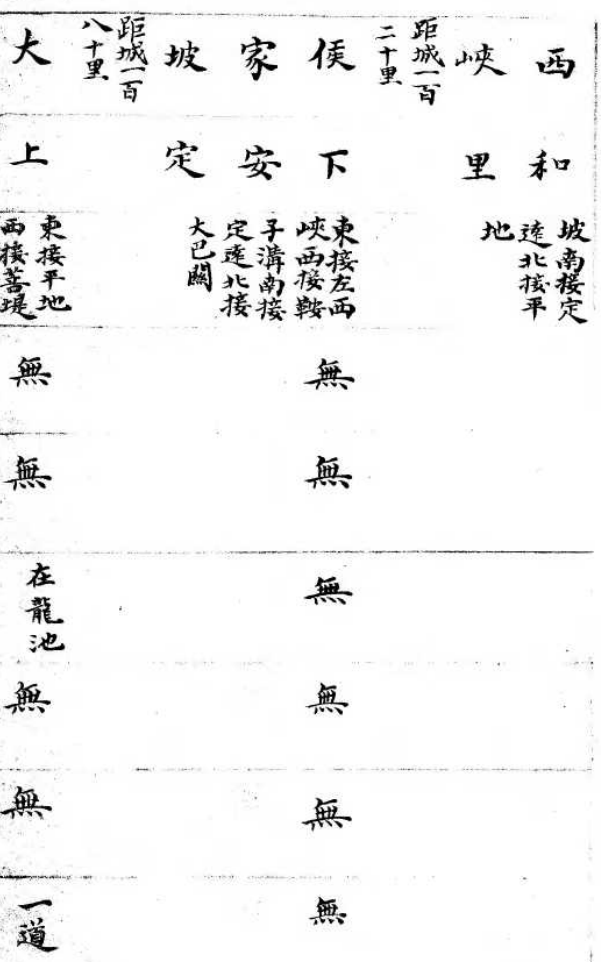 西
峽
距城一百
二十里
和
里
坡南接定
逺北接平
地
侯
家
坡
距城一百
八十里
下
安
定
東接左西
峽西接鞍
子溝南接
定逺北接
大巴關
無
無
無
無
無
無
大
上
東接平地
西接菩堤
無
無
在龍池
無
無
一道